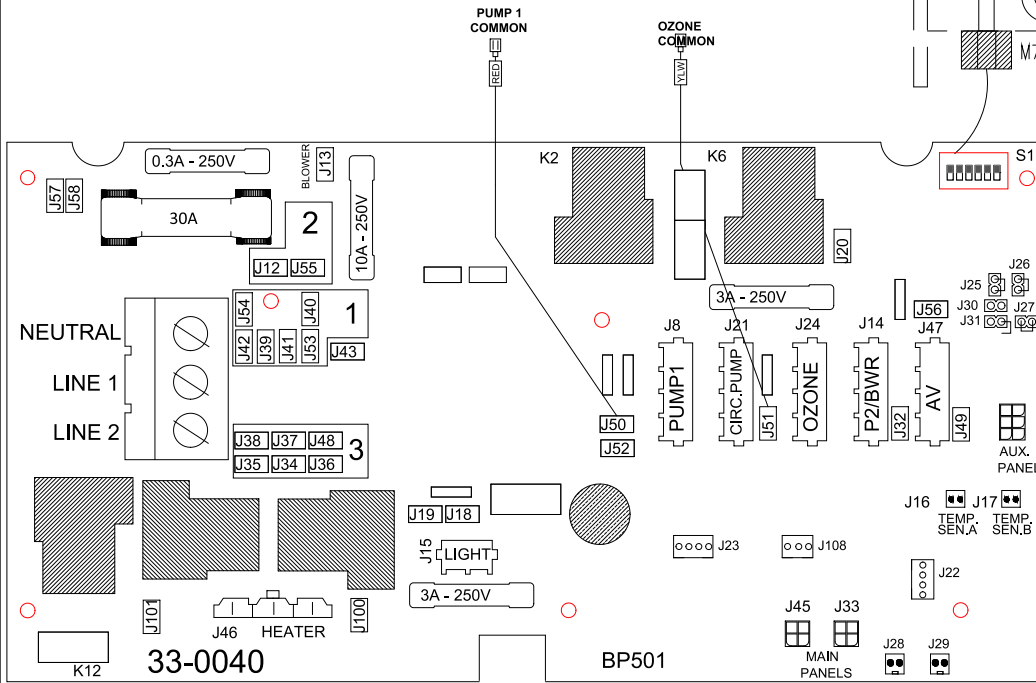 PUMP 1
COMMON
RED
OZONE
COMMON
YLW
M7
S1
0.3A - 250V
BLOWER
J13
K2
K6
J57
J58
30A
2
10A - 250V
J20
J12
J55
3A - 250V
J26
J25
J30
J27
J31
J56
J54
J40
1
J42
J39
J41
J53
J43
NEUTRAL
LINE 1
LINE 2
J8
J21
J24
J14
J47
PUMP1
CIRC.PUMP
OZONE
P2/BWR
AV
J50
J52
J51
J32
J49
J38
J37
J48
3
J35
J34
J36
AUX.
PANEL
J19
J18
J16
J17
TEMP.
SEN.A
TEMP.
SEN.B
J15
LIGHT
J23
J108
J22
3A - 250V
J101
J46
HEATER
J100
J45
J33
MAIN
PANELS
J28
J29
K12
33-0040
BP501